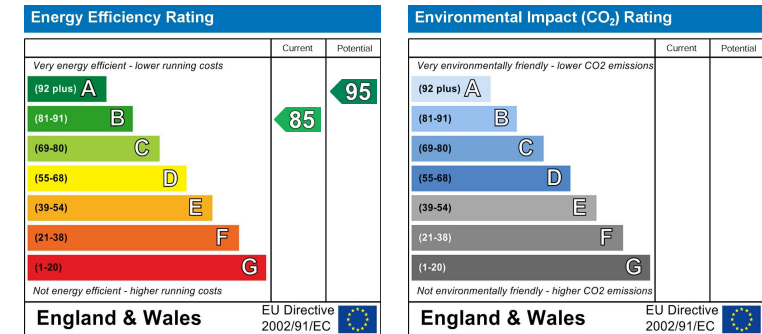 Energy Efficiency Rating
Current Potential
Very energy efficient - lower running costs
(92 plus) A
95
(81-91) B
85
(69-80) C
(55-68) D
(39-54) E
(21-38) F
(1-20) G
Not energy efficient - higher running costs
England & Wales
EU Directive
2002/91/EC
Environmental Impact (CO₂) Rating
Current Potential
Very environmentally friendly - lower CO2 emissions
(92 plus) A
(81-91) B
(69-80) C
(55-68) D
(39-54) E
(21-38) F
(1-20) G
Not environmentally friendly - higher CO2 emissions
England & Wales
EU Directive
2002/91/EC